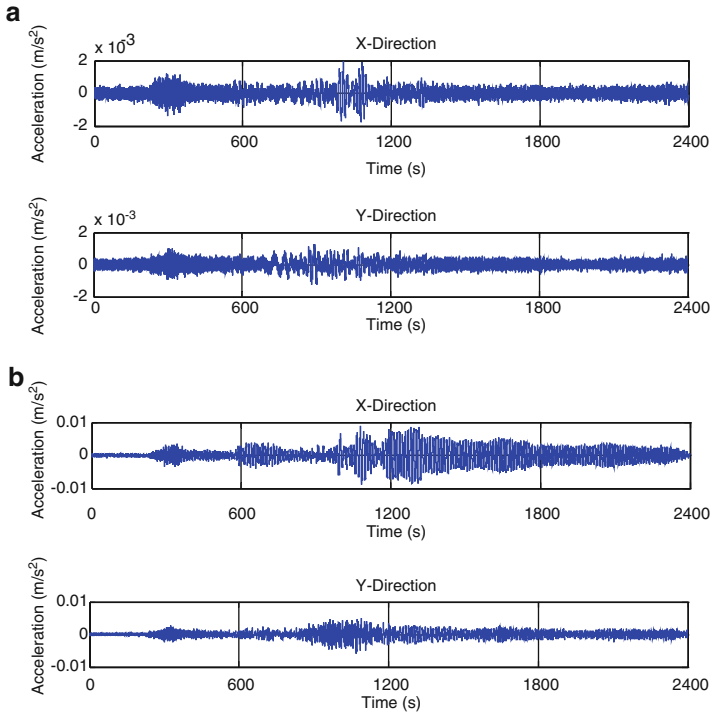 a
x 10-3
X-Direction
Acceleration (m/s²)
2
0
-2
0 600 1200 1800 2400
Time (s)
x 10-3
Y-Direction
Acceleration (m/s²)
2
0
-2
0 600 1200 1800 2400
Time (s)
b
X-Direction
Acceleration (m/s²)
0.01
0
-0.01
0 600 1200 1800 2400
Time (s)
Y-Direction
Acceleration (m/s²)
0.01
0
-0.01
0 600 1200 1800 2400
Time (s)